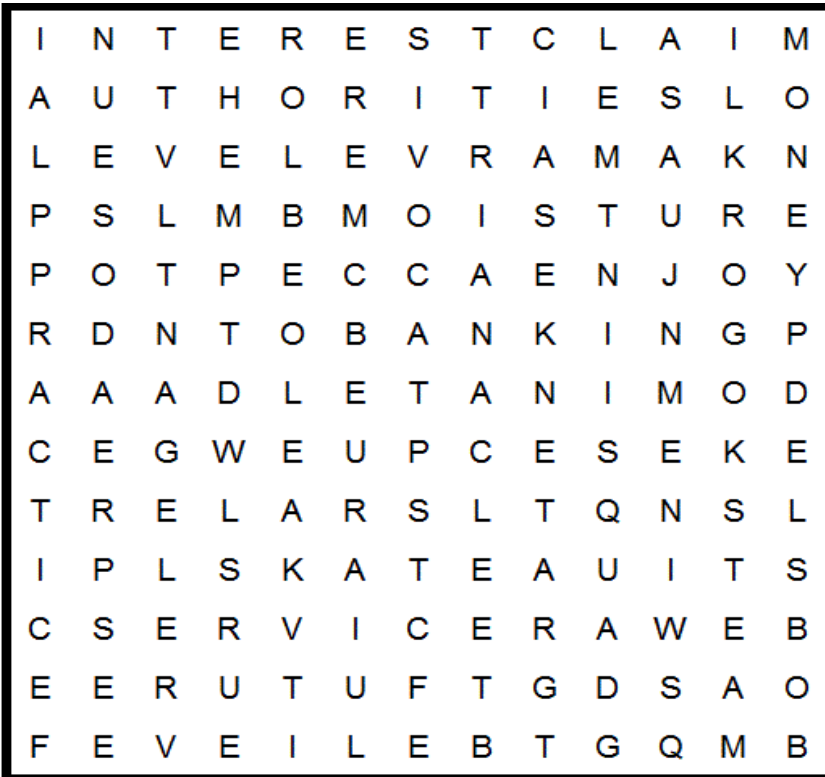 I N T E R E S T C L A I M
A U T H O R I T I E S L O
L E V E L E V R A M A K N
P S L M B M O I S T U R E
P O T P E C C A E N J O Y
R D N T O B A N K I N G P
A A A D L E T A N I M O D
C E G W E U P C E S E K E
T R E L A R S L T Q N S L
I P L S K A T E A U I T S
C S E R V I C E R A W E B
E E R U T U F T G D S A O
F E V E I L E B T G Q M B